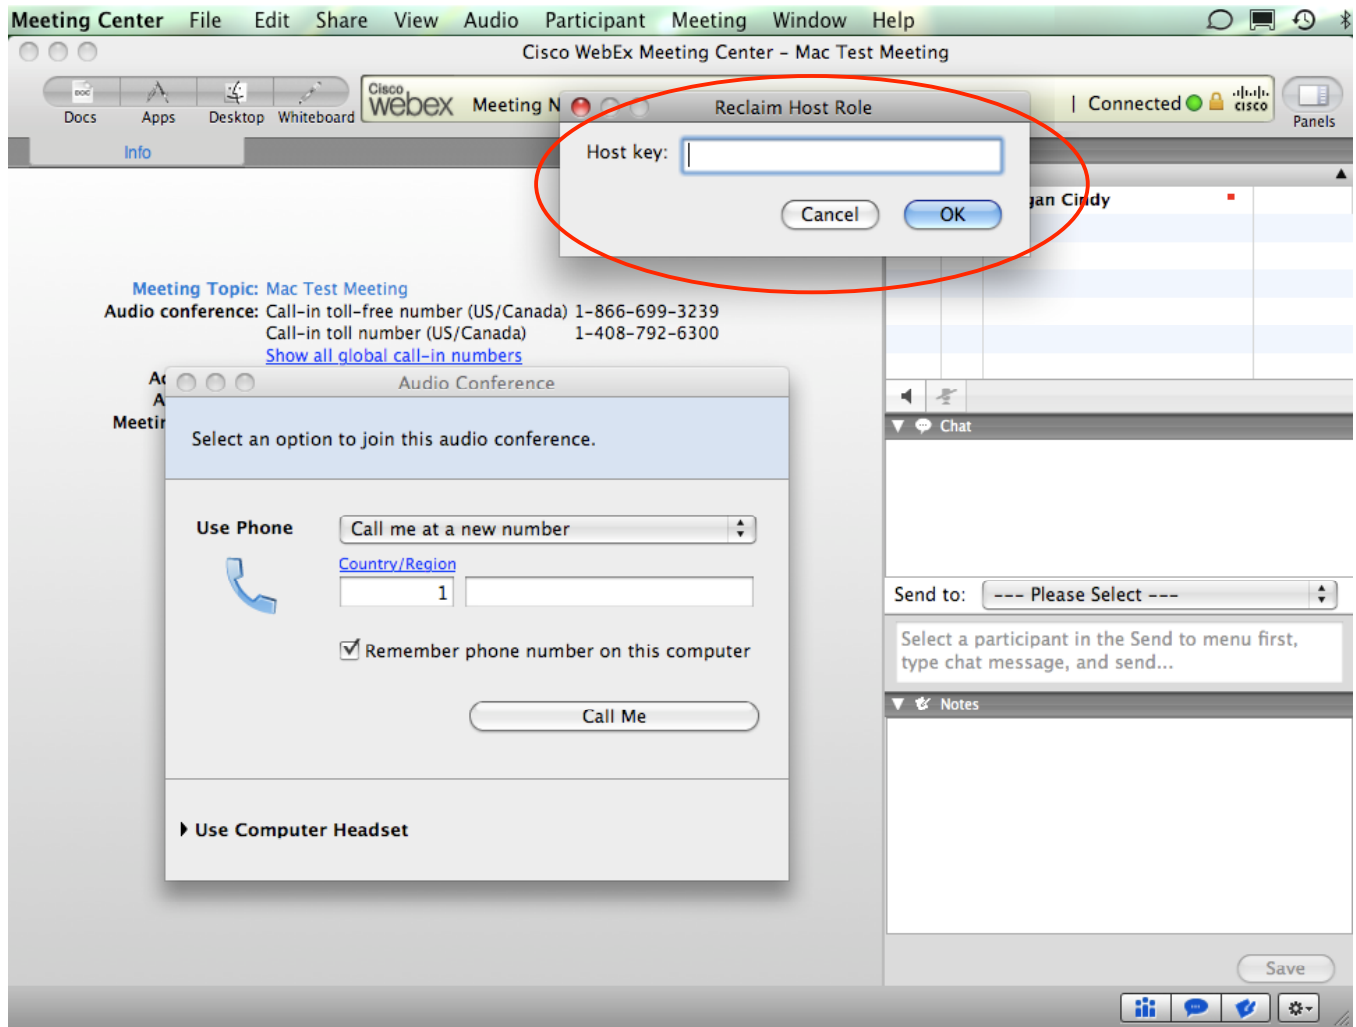 Meeting Center File Edit Share View Audio Participant Meeting Window Help
Cisco WebEx Meeting Center – Mac Test Meeting
Docs Apps Desktop Whiteboard
Cisco webex Meeting N
Reclaim Host Role
| Connected cisco
Panels
Info
Host key:
Cancel OK
Cindy
Meeting Topic: Mac Test Meeting
Audio conference: Call-in toll-free number (US/Canada) 1-866-699-3239
Call-in toll number (US/Canada) 1-408-792-6300
Show all global call-in numbers
Audio Conference
Select an option to join this audio conference.
Use Phone Call me at a new number
Country/Region
1
Remember phone number on this computer
Call Me
Use Computer Headset
Chat
Send to: --- Please Select ---
Select a participant in the Send to menu first,
type chat message, and send...
Notes
Save